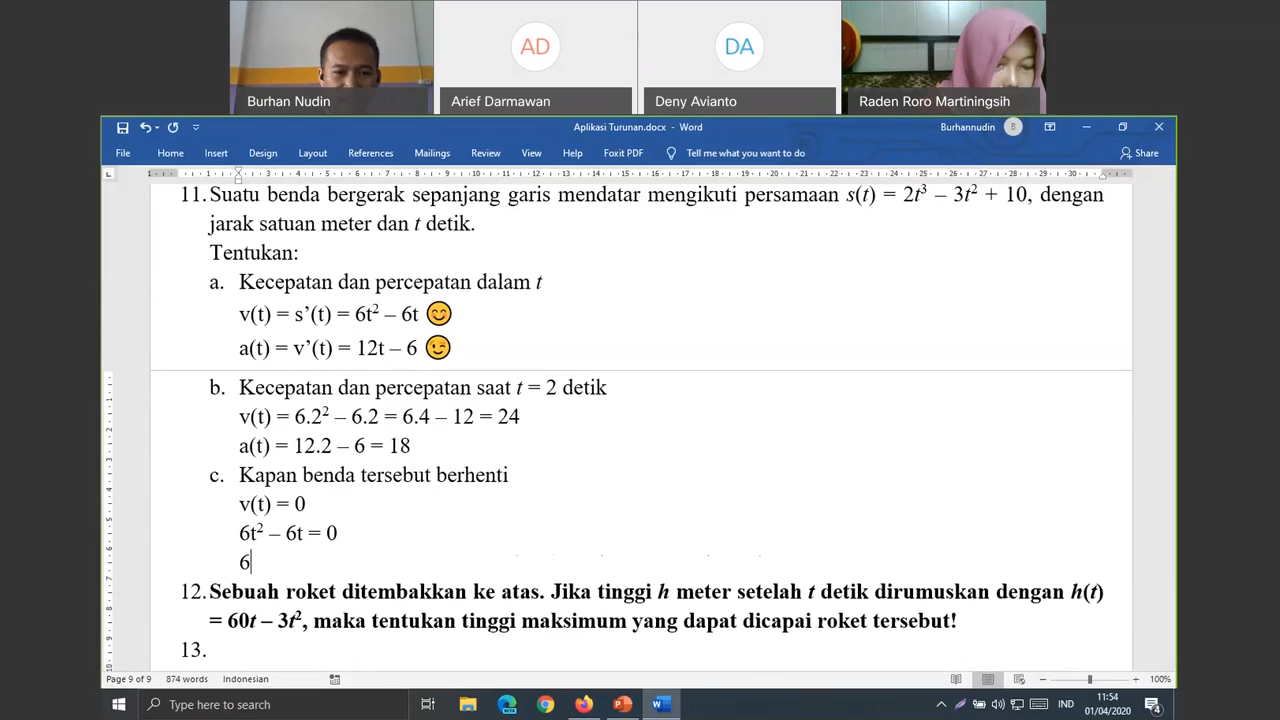 AD
DA
Burhan Nudin
Arief Darmawan
Deny Avianto
Raden Roro Martiningsih
Aplikasi Turunan.docx - Word
Burhannudin
B
File Home Insert Design Layout References Mailings Review View Help Foxit PDF Tell me what you want to do Share
11. Suatu benda bergerak sepanjang garis mendatar mengikuti persamaan s(t) = 2t³ – 3t² + 10, dengan
jarak satuan meter dan t detik.
Tentukan:
a. Kecepatan dan percepatan dalam t
v(t) = s’(t) = 6t² – 6t 😊
a(t) = v’(t) = 12t – 6 😉
b. Kecepatan dan percepatan saat t = 2 detik
v(t) = 6.2² – 6.2 = 6.4 – 12 = 24
a(t) = 12.2 – 6 = 18
c. Kapan benda tersebut berhenti
v(t) = 0
6t² – 6t = 0
6
12. Sebuah roket ditembakkan ke atas. Jika tinggi h meter setelah t detik dirumuskan dengan h(t)
= 60t – 3t², maka tentukan tinggi maksimum yang dapat dicapai roket tersebut!
13.
Page 9 of 9 874 words Indonesian 100%
Type here to search
IND
11:54
01/04/2020
4